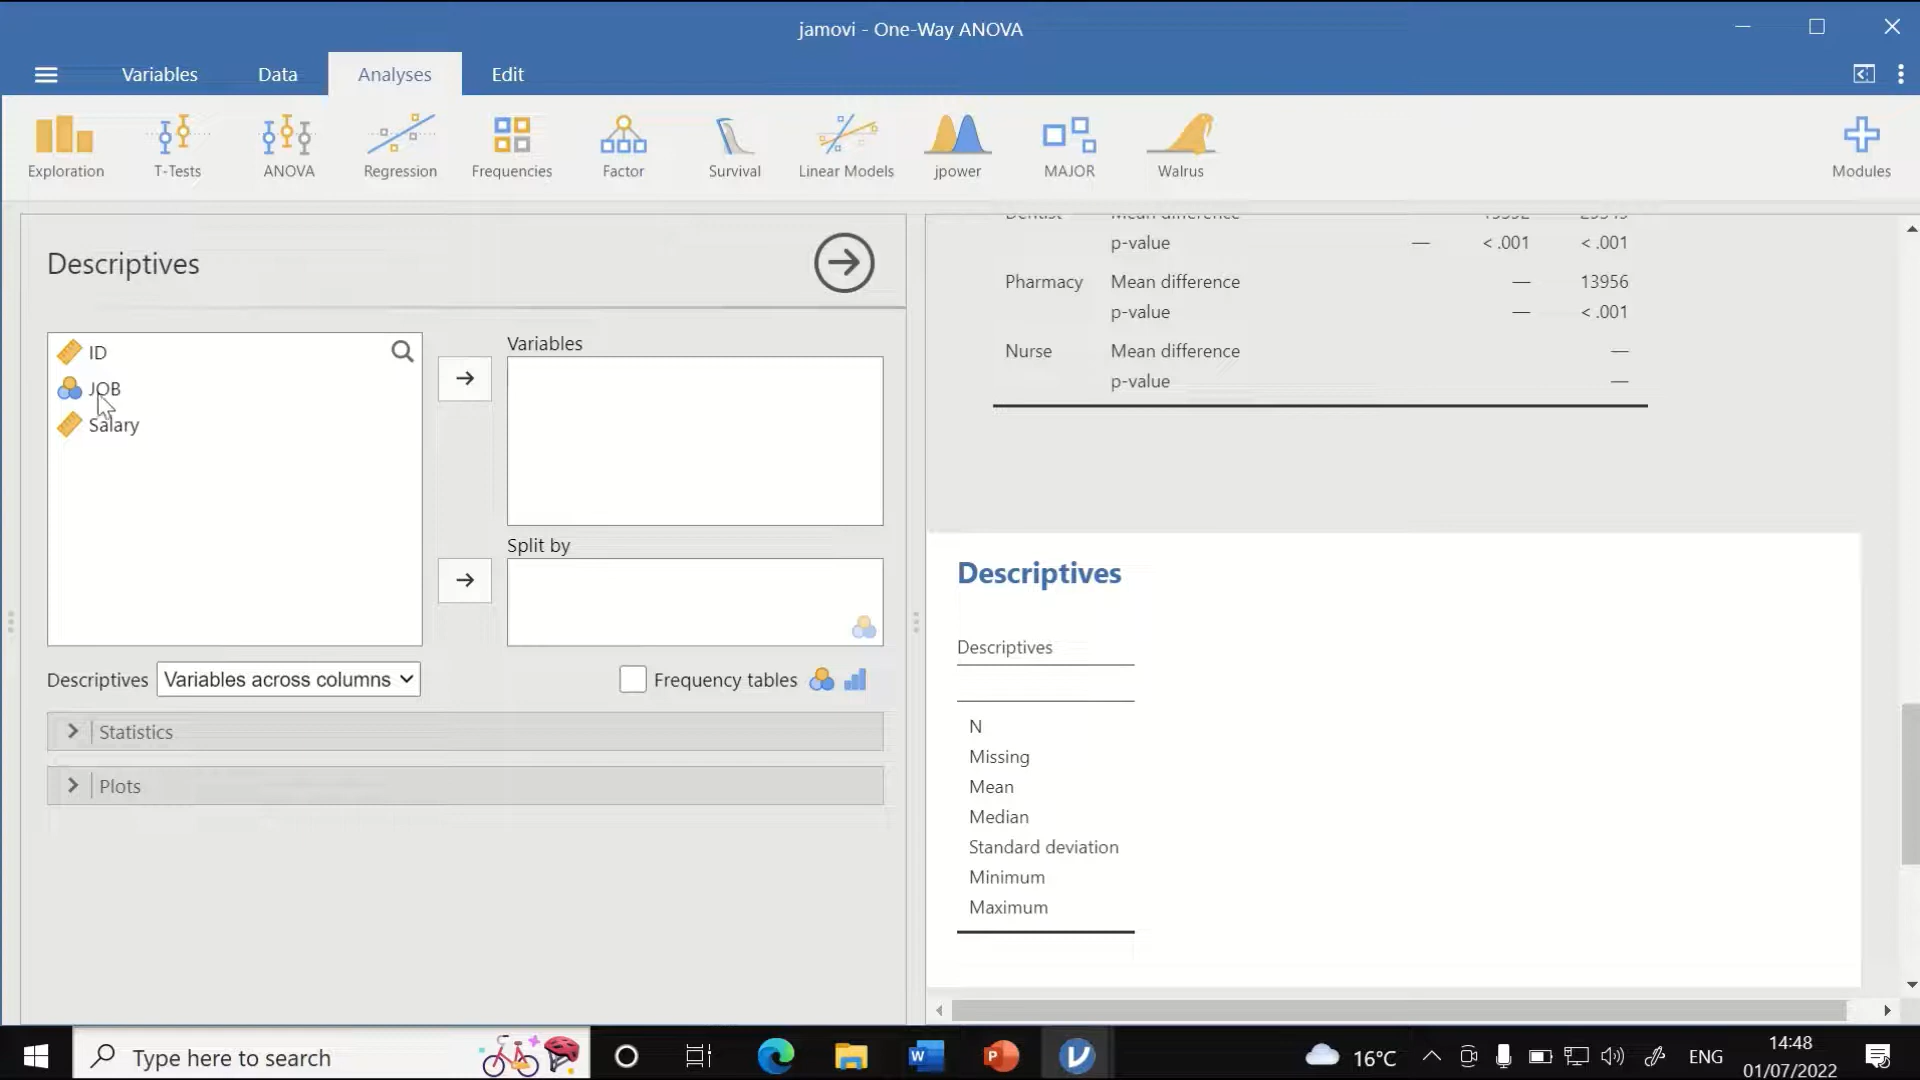 jamovi - One-Way ANOVA
Variables Data Analyses Edit
Exploration T-Tests ANOVA Regression Frequencies Factor Survival Linear Models jpower MAJOR Walrus Modules
Descriptives
ID
JOB
Salary
Variables
Split by
Descriptives Variables across columns Frequency tables
Statistics
Plots
p-value — < .001 < .001
Pharmacy Mean difference — 13956
p-value — < .001
Nurse Mean difference —
p-value —
Descriptives
Descriptives
N
Missing
Mean
Median
Standard deviation
Minimum
Maximum
Type here to search
16°C
ENG
14:48
01/07/2022